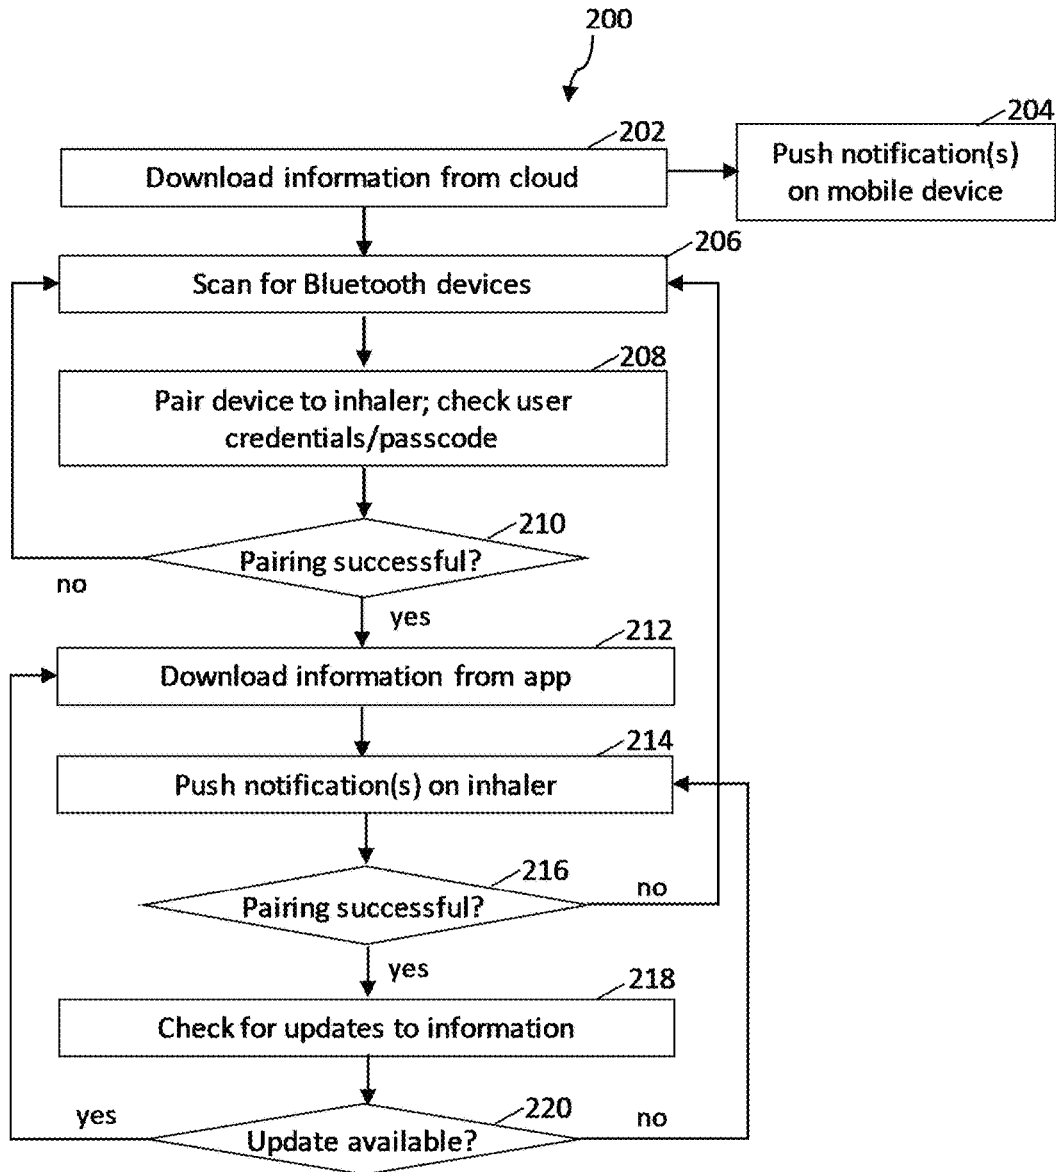 200
202
204
Download information from cloud
Push notification(s)
on mobile device
206
Scan for Bluetooth devices
208
Pair device to inhaler; check user
credentials/passcode
210
Pairing successful?
no
yes
212
Download information from app
214
Push notification(s) on inhaler
216
Pairing successful?
no
yes
218
Check for updates to information
220
yes
Update available?
no